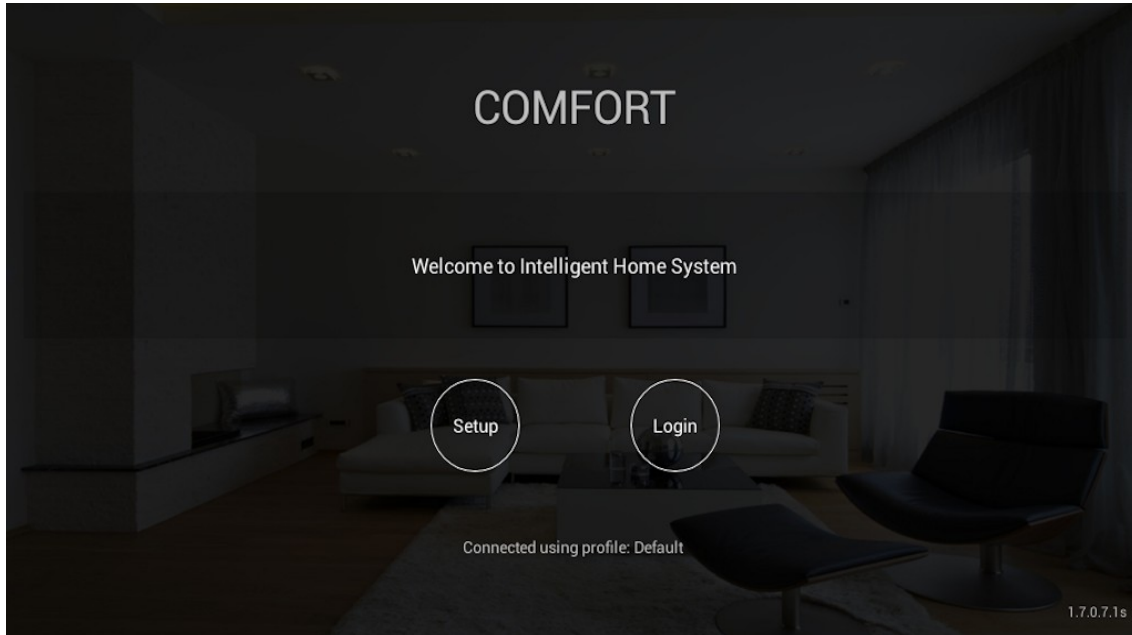 COMFORT
Welcome to Intelligent Home System
Setup
Login
Connected using profile: Default
1.7.0.7.1s